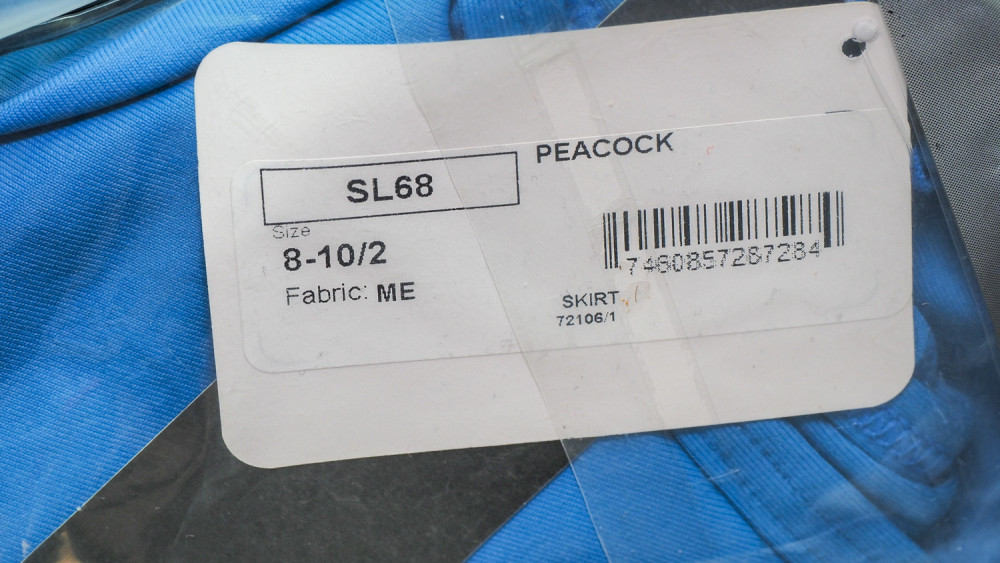 PEACOCK
SL68
Size
8-10/2
Fabric: ME
7460857287284
SKIRT
72106/1